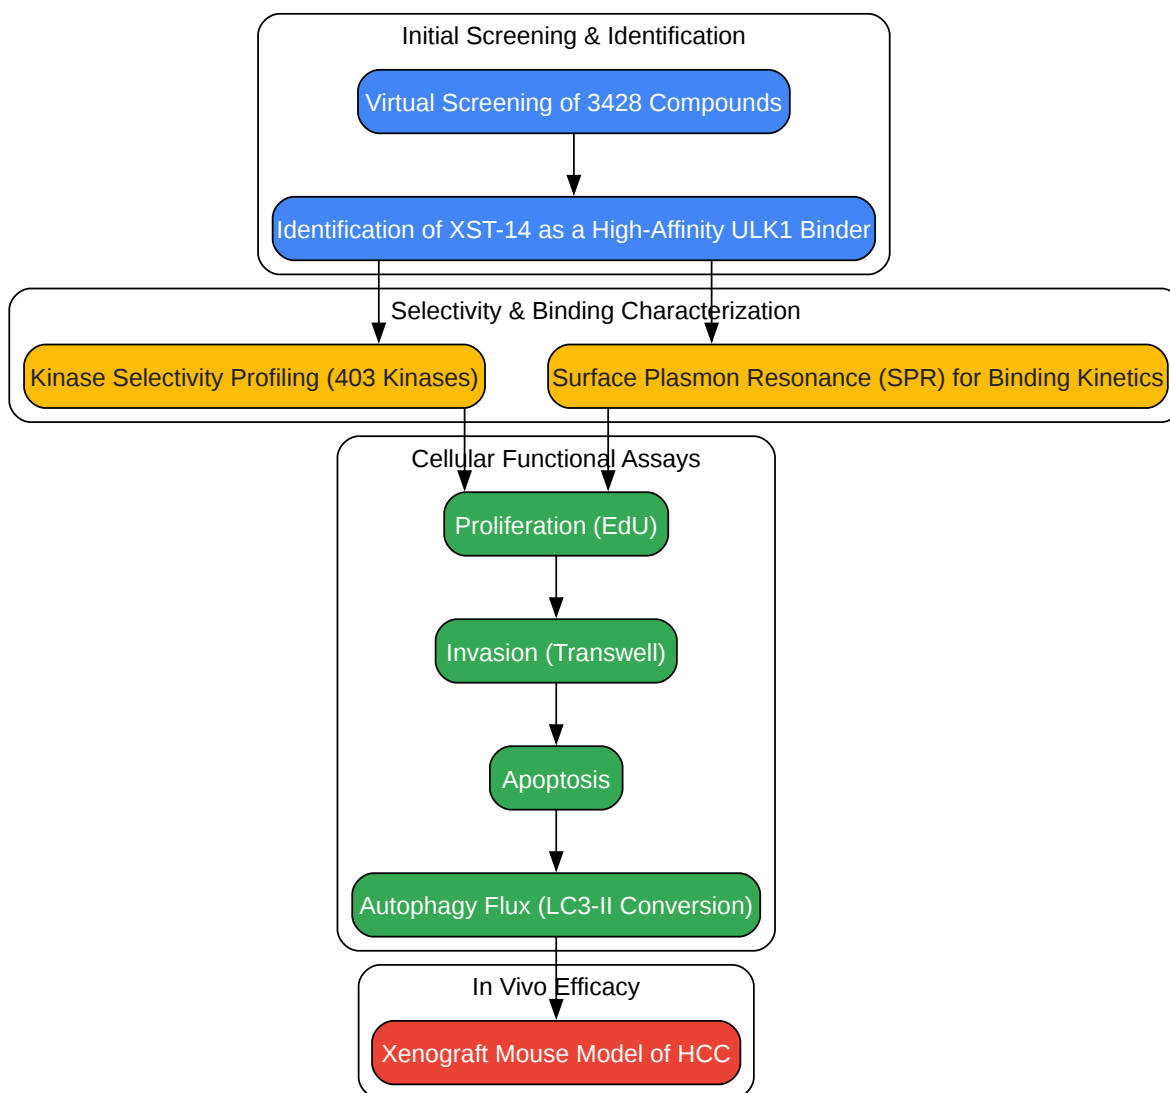 Initial Screening & Identification
Virtual Screening of 3428 Compounds
Identification of XST-14 as a High-Affinity ULK1 Binder
Selectivity & Binding Characterization
Kinase Selectivity Profiling (403 Kinases)
Surface Plasmon Resonance (SPR) for Binding Kinetics
Cellular Functional Assays
Proliferation (EdU)
Invasion (Transwell)
Apoptosis
Autophagy Flux (LC3-II Conversion)
In Vivo Efficacy
Xenograft Mouse Model of HCC